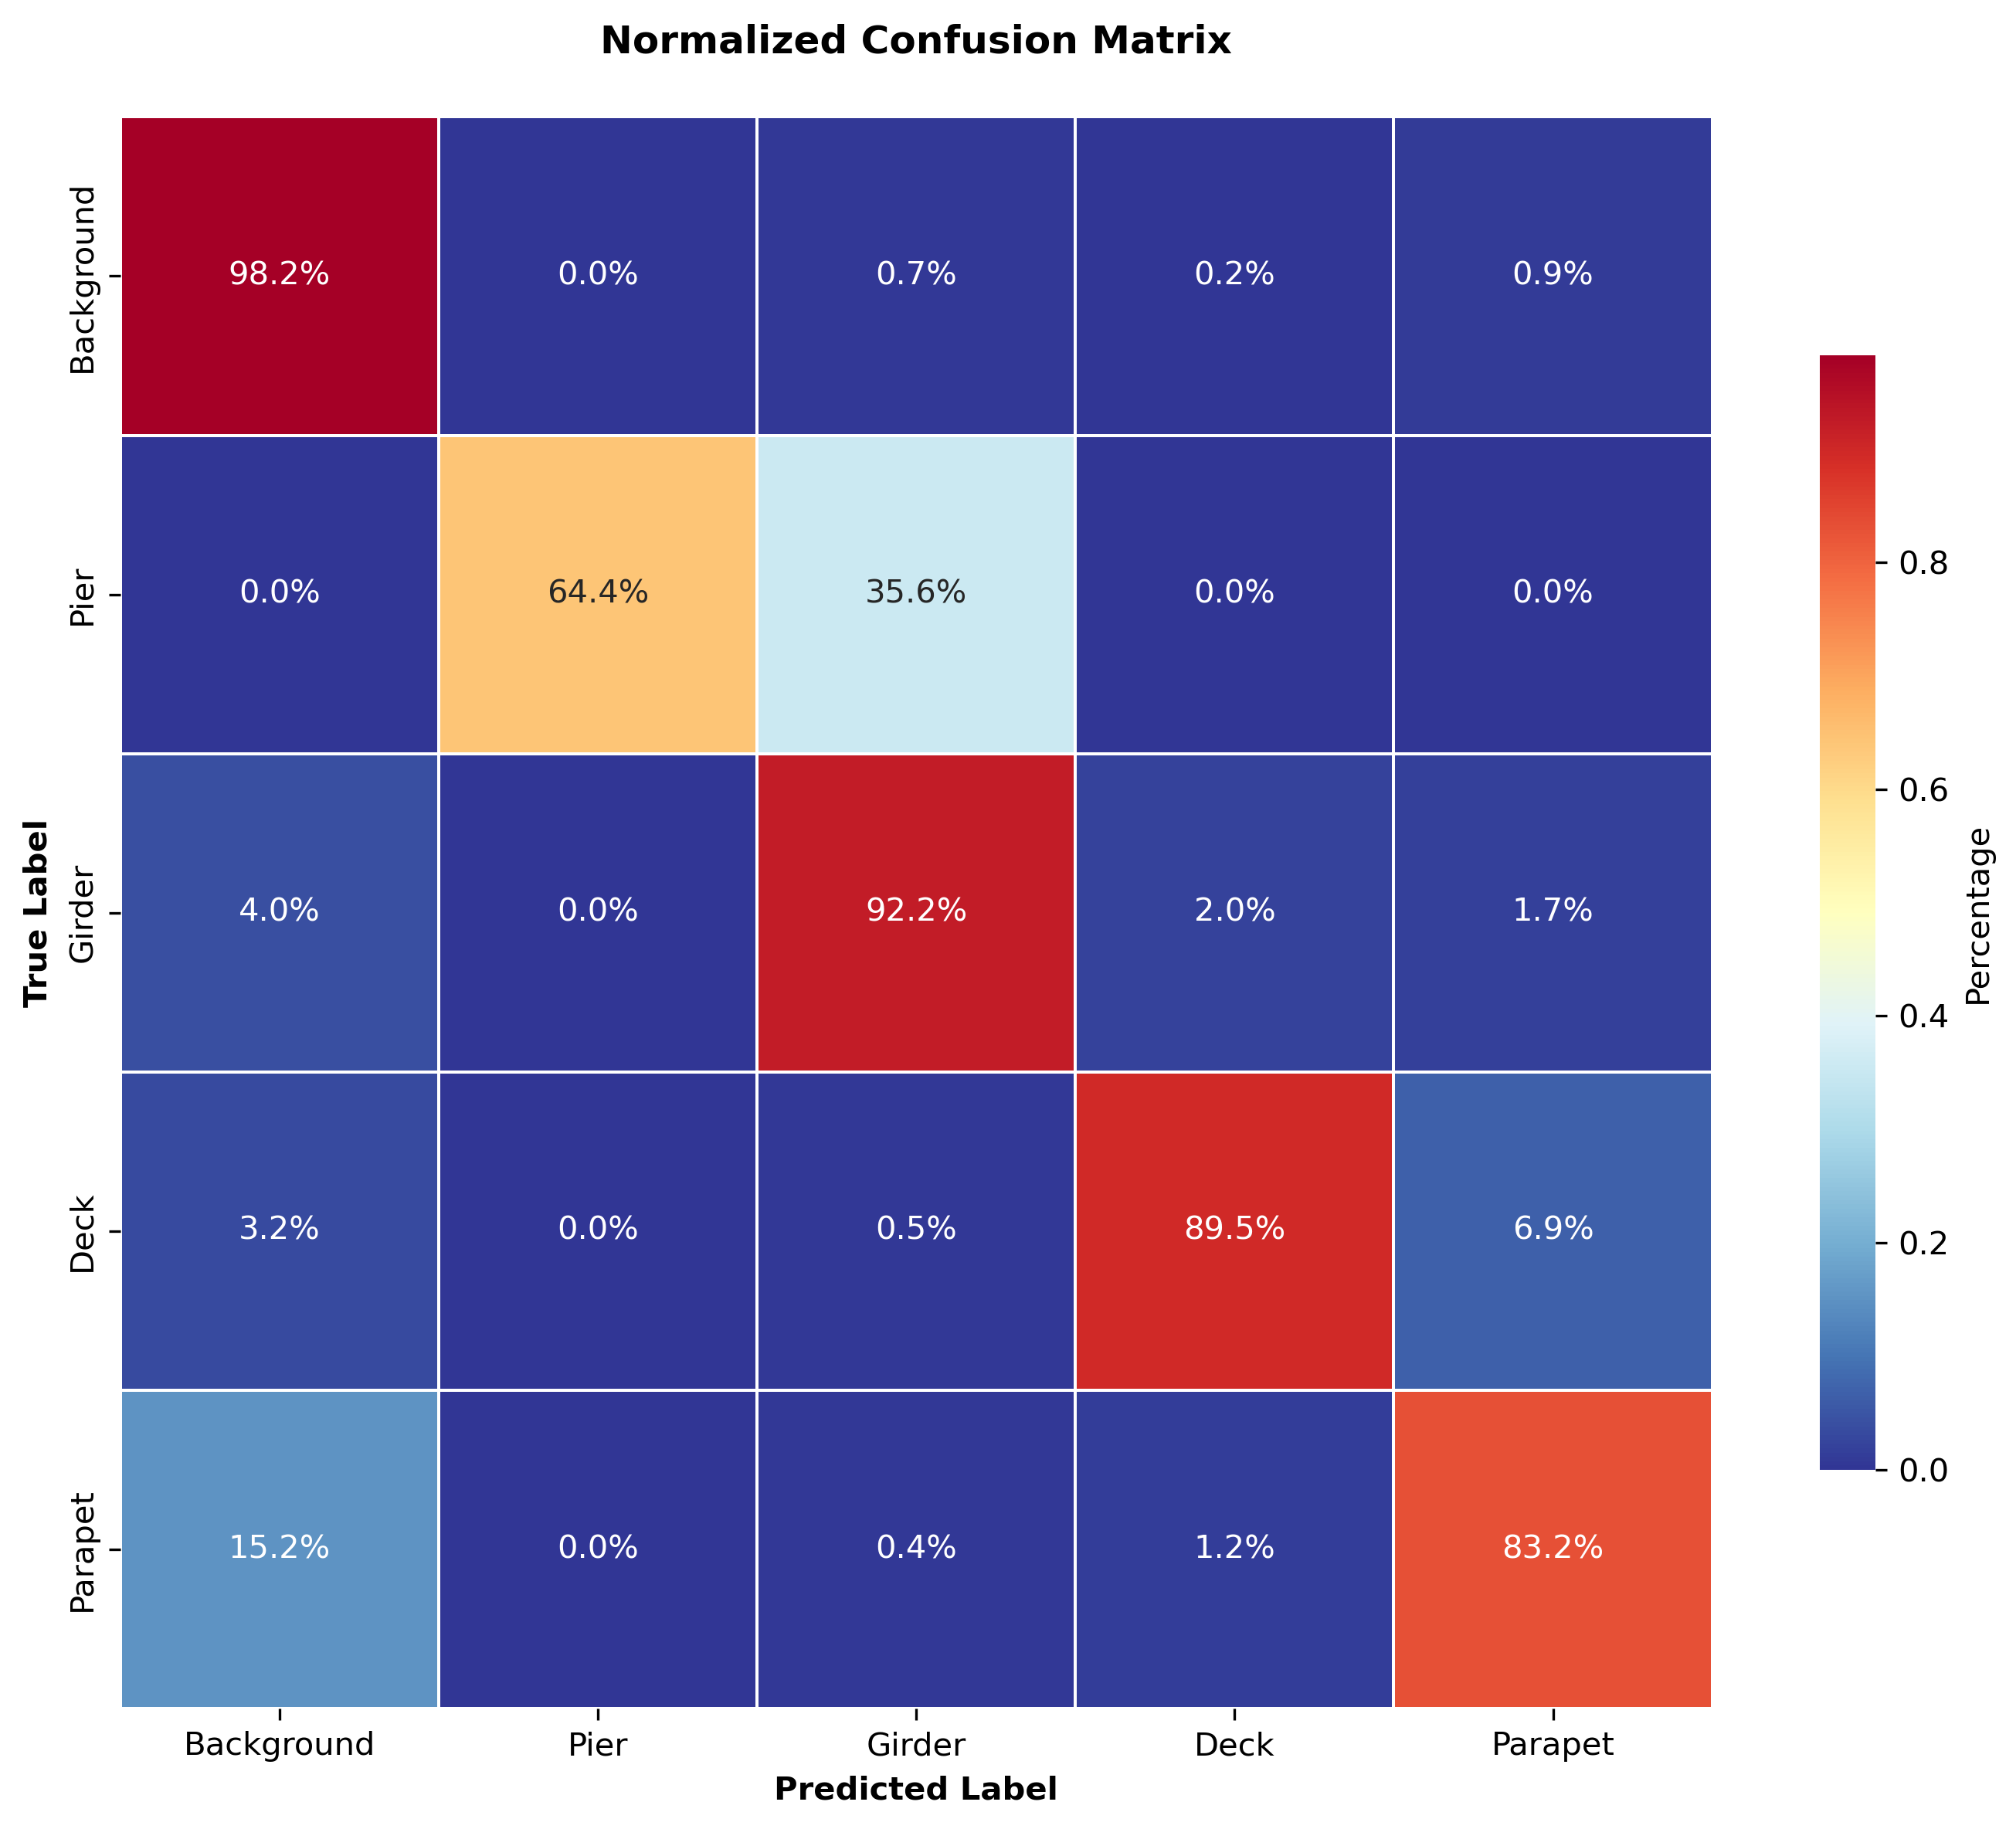 Normalized Confusion Matrix
True Label
Background
98.2% 0.0% 0.7% 0.2% 0.9%
Pier
0.0% 64.4% 35.6% 0.0% 0.0%
Girder
4.0% 0.0% 92.2% 2.0% 1.7%
Deck
3.2% 0.0% 0.5% 89.5% 6.9%
Parapet
15.2% 0.0% 0.4% 1.2% 83.2%
Background Pier Girder Deck Parapet
Predicted Label
0.8
0.6
0.4
0.2
0.0
Percentage